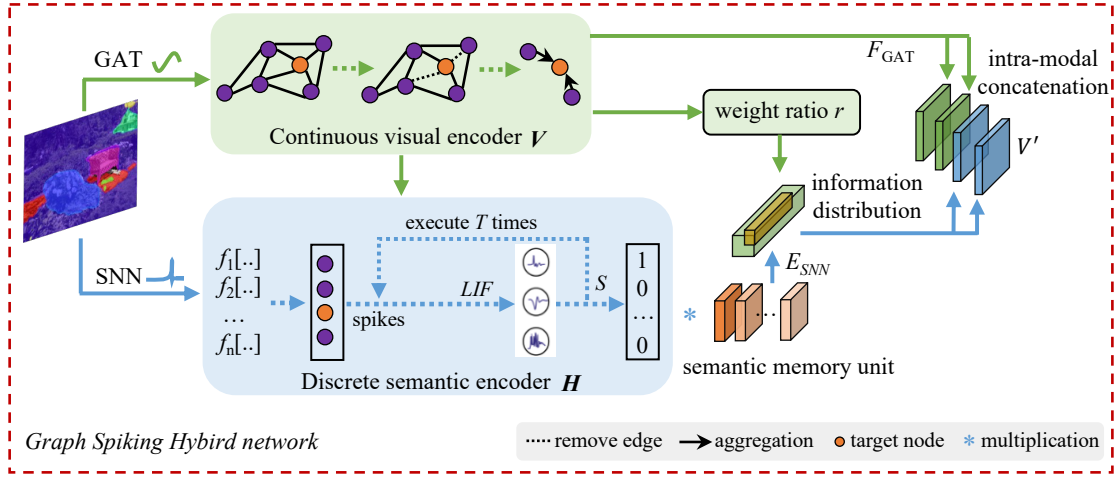 GAT
Continuous visual encoder V
F_GAT
intra-modal
concatenation
weight ratio r
V′
information
distribution
SNN
f₁[..]
f₂[..]
...
fₙ[..]
spikes
execute T times
LIF
S
1
0
...
0
*
E_SNN
...
semantic memory unit
Discrete semantic encoder H
Graph Spiking Hybird network
remove edge
aggregation
target node
* multiplication